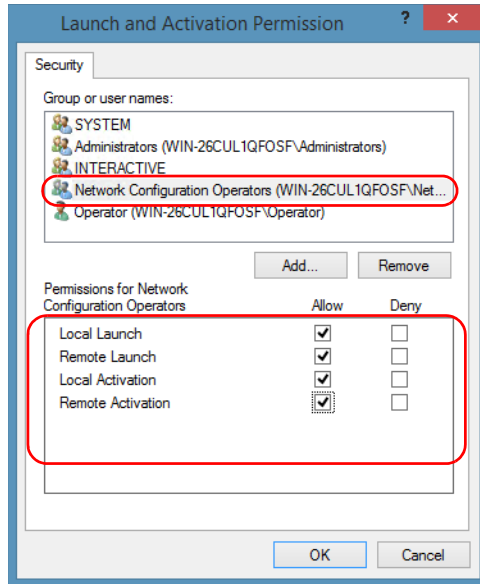 Launch and Activation Permission
?
×
Security
Group or user names:
SYSTEM
Administrators (WIN-26CUL1QFOSF\Administrators)
INTERACTIVE
Network Configuration Operators (WIN-26CUL1QFOSF\Net...
Operator (WIN-26CUL1QFOSF\Operator)
Add... Remove
Permissions for Network
Configuration Operators Allow Deny
Local Launch
Remote Launch
Local Activation
Remote Activation
OK Cancel